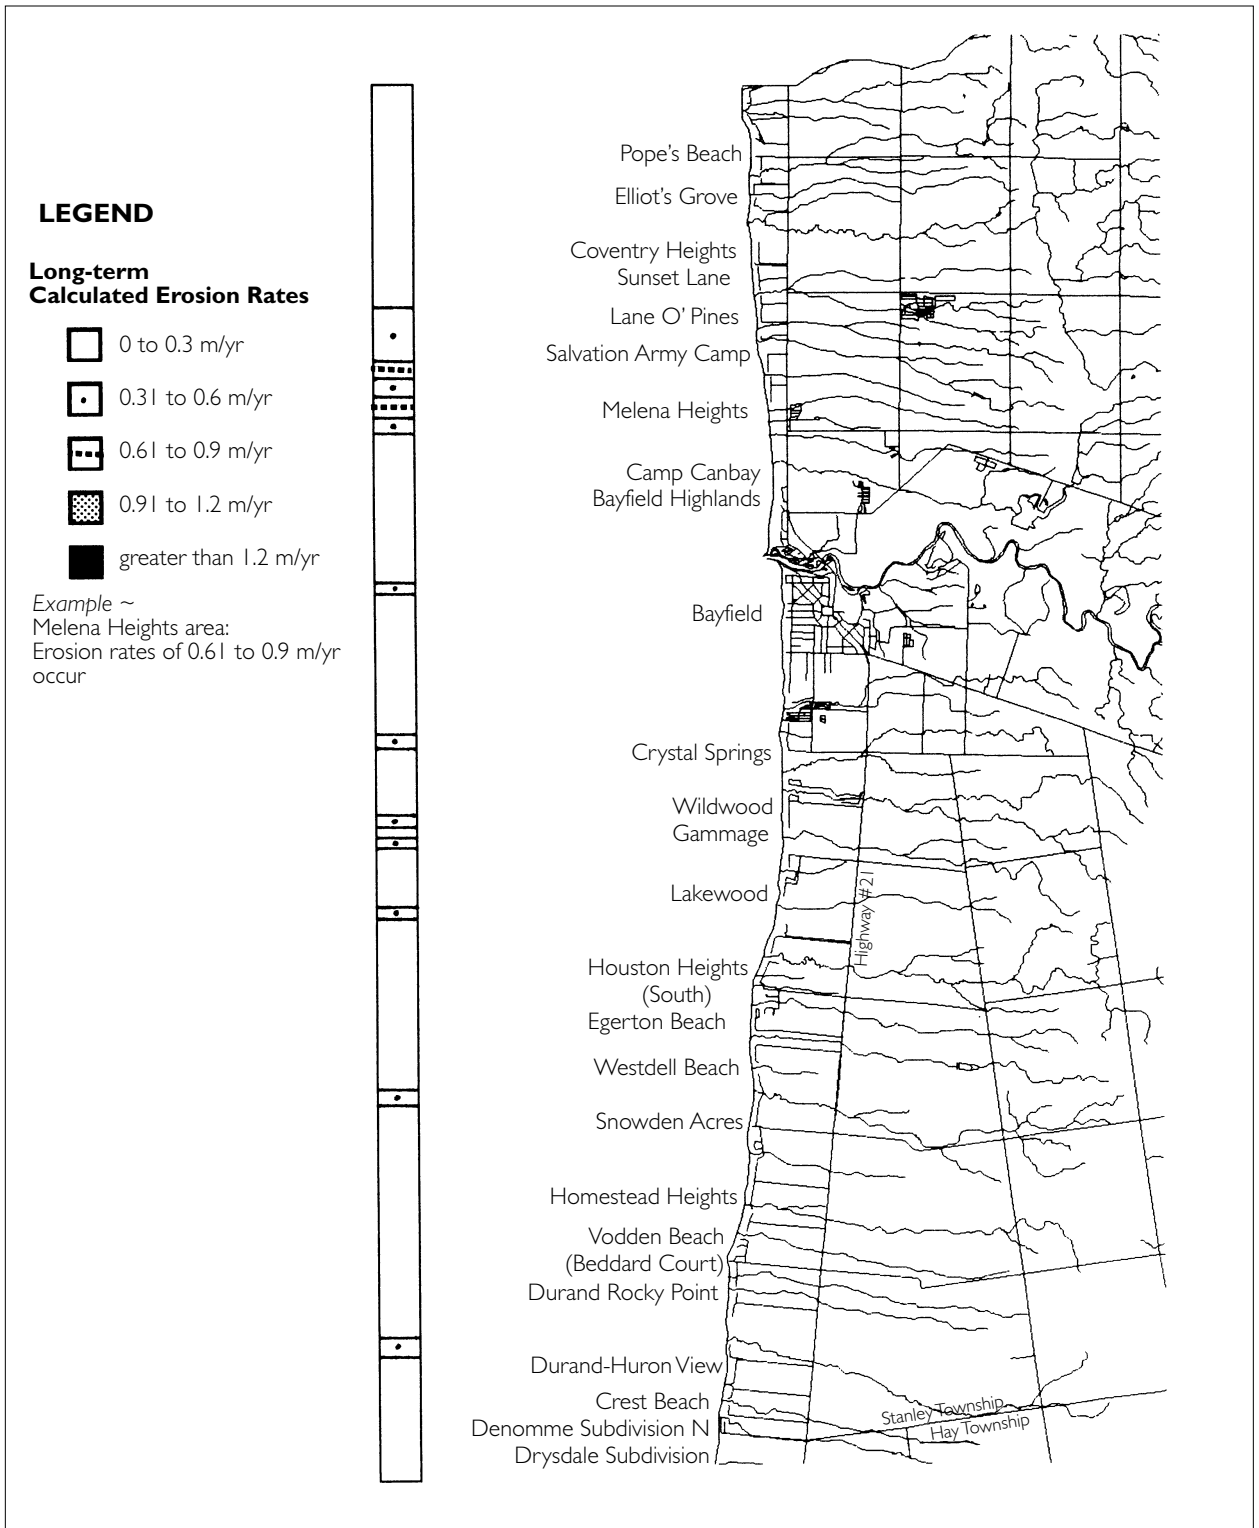 LEGEND
Long-term
Calculated Erosion Rates
0 to 0.3 m/yr
0.31 to 0.6 m/yr
0.61 to 0.9 m/yr
0.91 to 1.2 m/yr
greater than 1.2 m/yr
Example ~
Melena Heights area:
Erosion rates of 0.61 to 0.9 m/yr
occur
Pope's Beach
Elliot's Grove
Coventry Heights
Sunset Lane
Lane O' Pines
Salvation Army Camp
Melena Heights
Camp Canbay
Bayfield Highlands
Bayfield
Crystal Springs
Wildwood
Gammage
Lakewood
Highway #21
Houston Heights
(South)
Egerton Beach
Westdell Beach
Snowden Acres
Homestead Heights
Vodden Beach
(Beddard Court)
Durand Rocky Point
Durand-Huron View
Crest Beach
Denomme Subdivision N
Drysdale Subdivision
Stanley Township
Hay Township